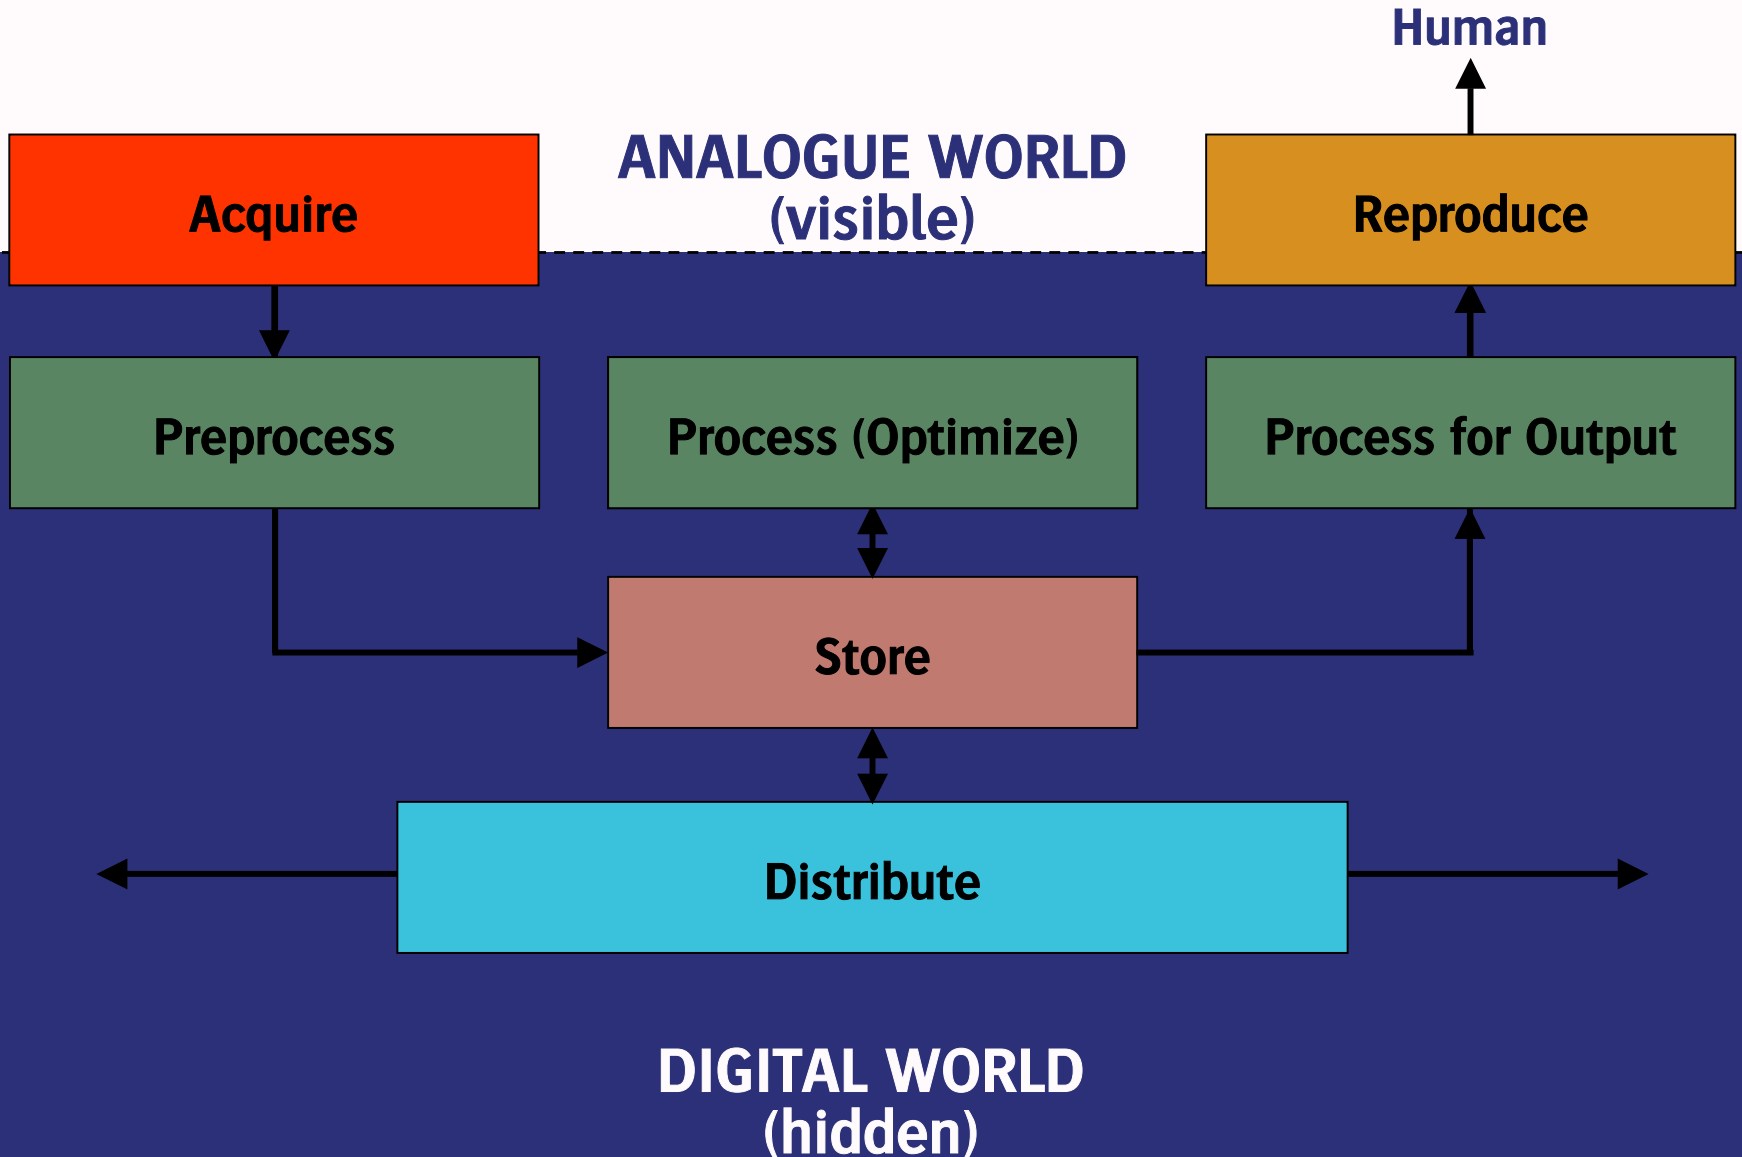 Human
ANALOGUE WORLD
(visible)
Acquire
Reproduce
Preprocess
Process (Optimize)
Process for Output
Store
Distribute
DIGITAL WORLD
(hidden)